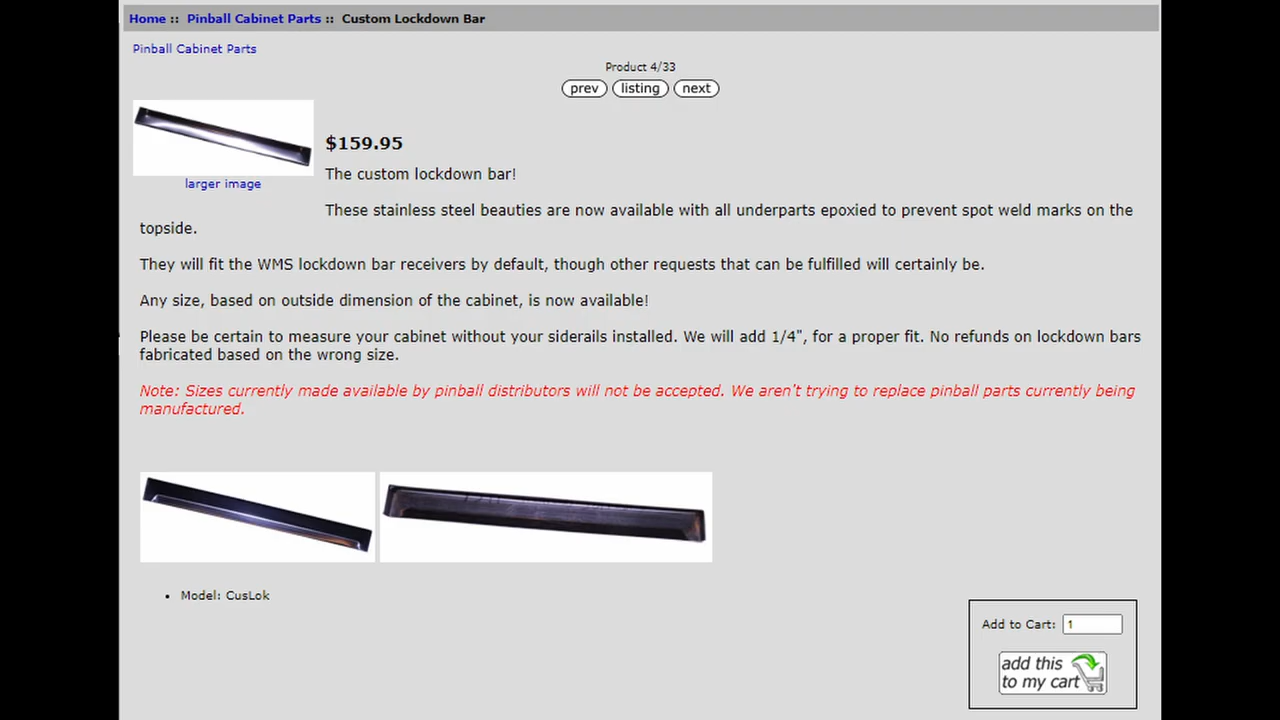 Home :: Pinball Cabinet Parts :: Custom Lockdown Bar
Pinball Cabinet Parts
Product 4/33
prev listing next
larger image
$159.95
The custom lockdown bar!
These stainless steel beauties are now available with all underparts epoxied to prevent spot weld marks on the
topside.
They will fit the WMS lockdown bar receivers by default, though other requests that can be fulfilled will certainly be.
Any size, based on outside dimension of the cabinet, is now available!
Please be certain to measure your cabinet without your siderails installed. We will add 1/4", for a proper fit. No refunds on lockdown bars
fabricated based on the wrong size.
Note: Sizes currently made available by pinball distributors will not be accepted. We aren't trying to replace pinball parts currently being
manufactured.
• Model: CusLok
Add to Cart: 1
add this
to my cart